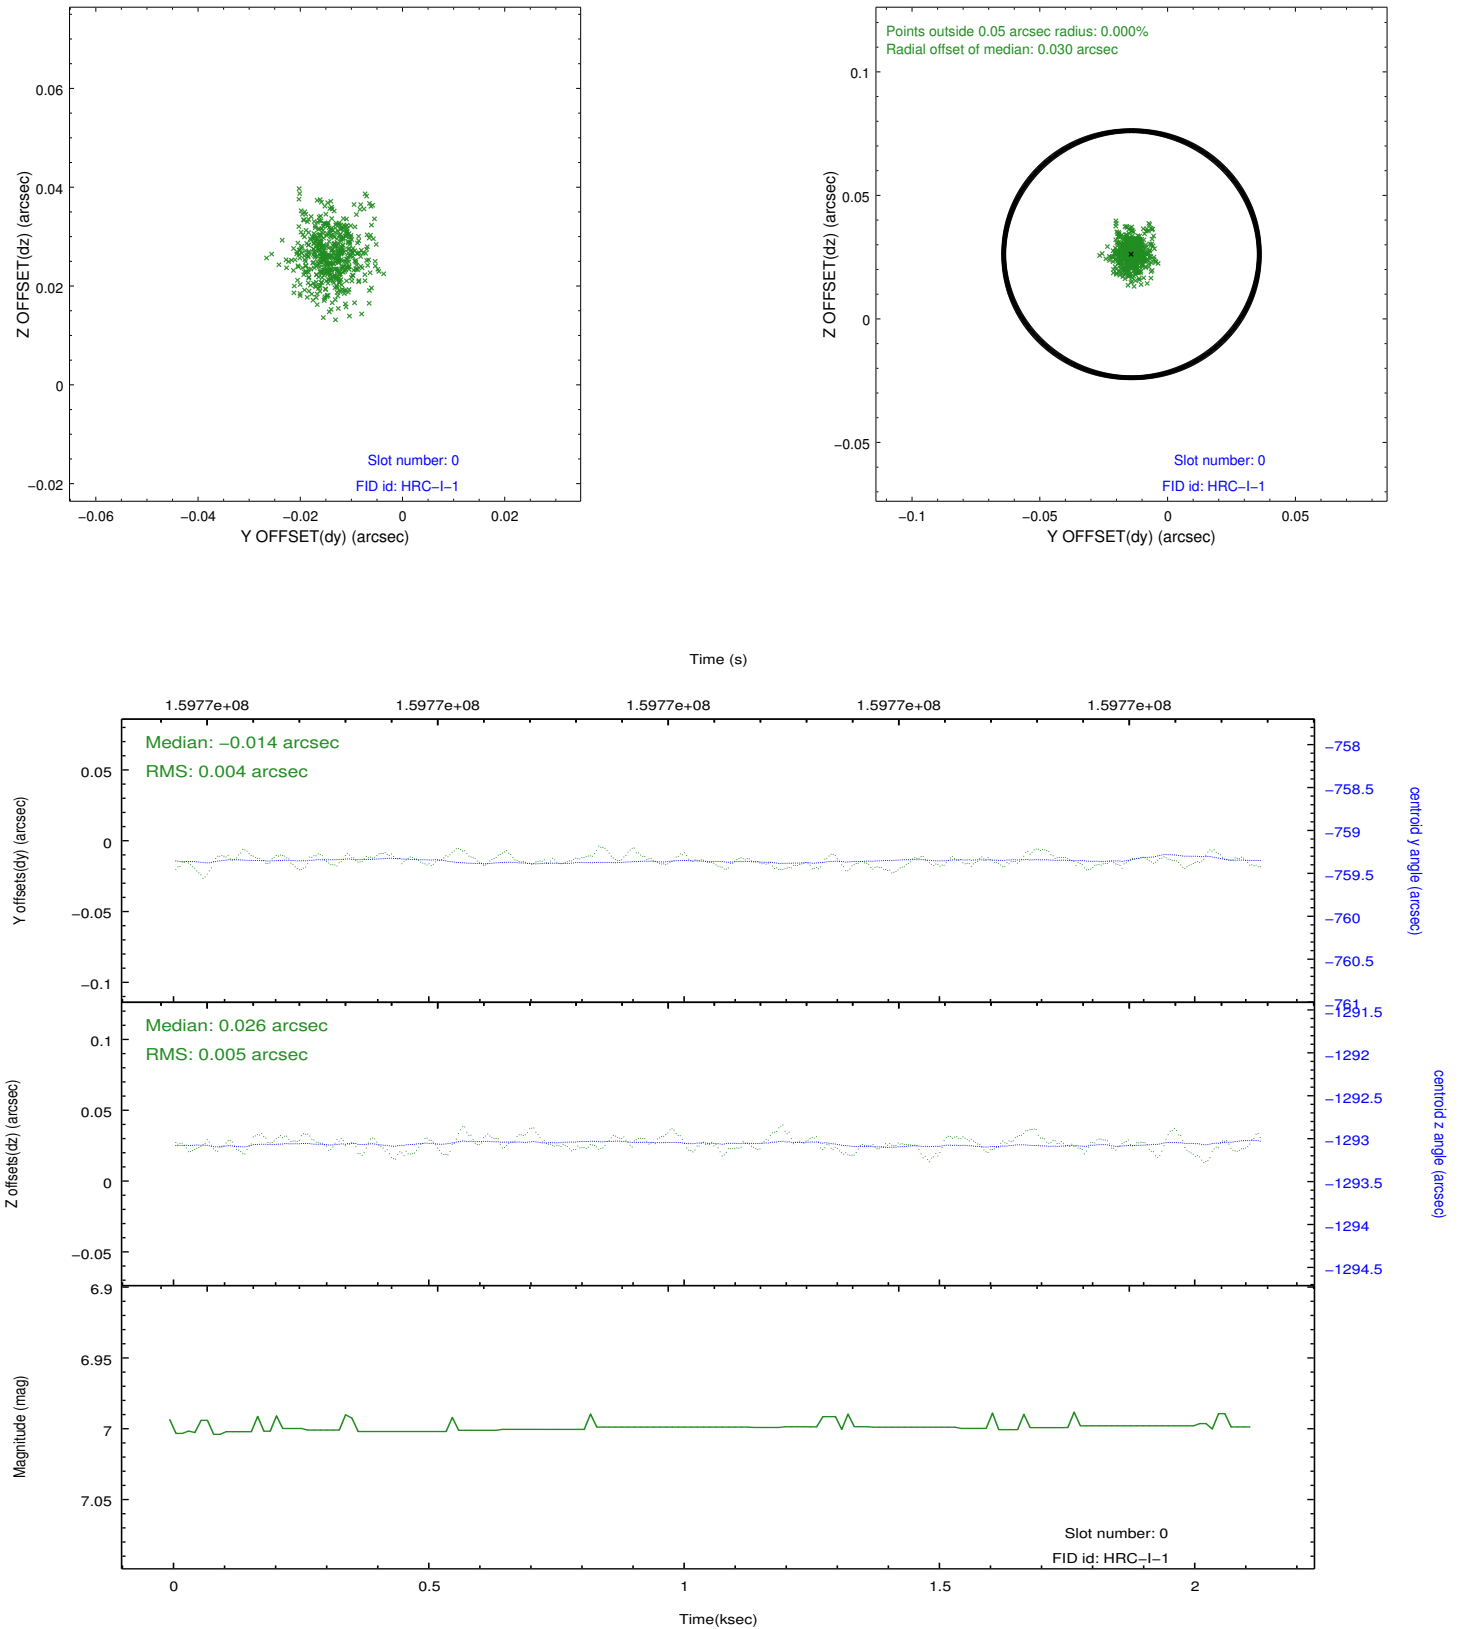 0.06
0.04
0.02
0
−0.02
Z OFFSET(dz) (arcsec)
Slot number: 0
FID id: HRC−I−1
−0.06
−0.04
−0.02
0
0.02
Y OFFSET(dy) (arcsec)
Points outside 0.05 arcsec radius: 0.000%
Radial offset of median: 0.030 arcsec
0.1
0.05
0
−0.05
Z OFFSET(dz) (arcsec)
Slot number: 0
FID id: HRC−I−1
−0.1
−0.05
0
0.05
Y OFFSET(dy) (arcsec)
Time (s)
1.5977e+08
1.5977e+08
1.5977e+08
1.5977e+08
1.5977e+08
Median: −0.014 arcsec
RMS: 0.004 arcsec
0.05
0
−0.05
−0.1
Y offsets(dy) (arcsec)
−758
−758.5
−759
−759.5
−760
−760.5
−761
centroid y angle (arcsec)
Median: 0.026 arcsec
RMS: 0.005 arcsec
0.1
0.05
0
−0.05
Z offsets(dz) (arcsec)
−1291.5
−1292
−1292.5
−1293
−1293.5
−1294
−1294.5
centroid z angle (arcsec)
6.9
6.95
7
7.05
Magnitude (mag)
Slot number: 0
FID id: HRC−I−1
0
0.5
1
1.5
2
Time(ksec)